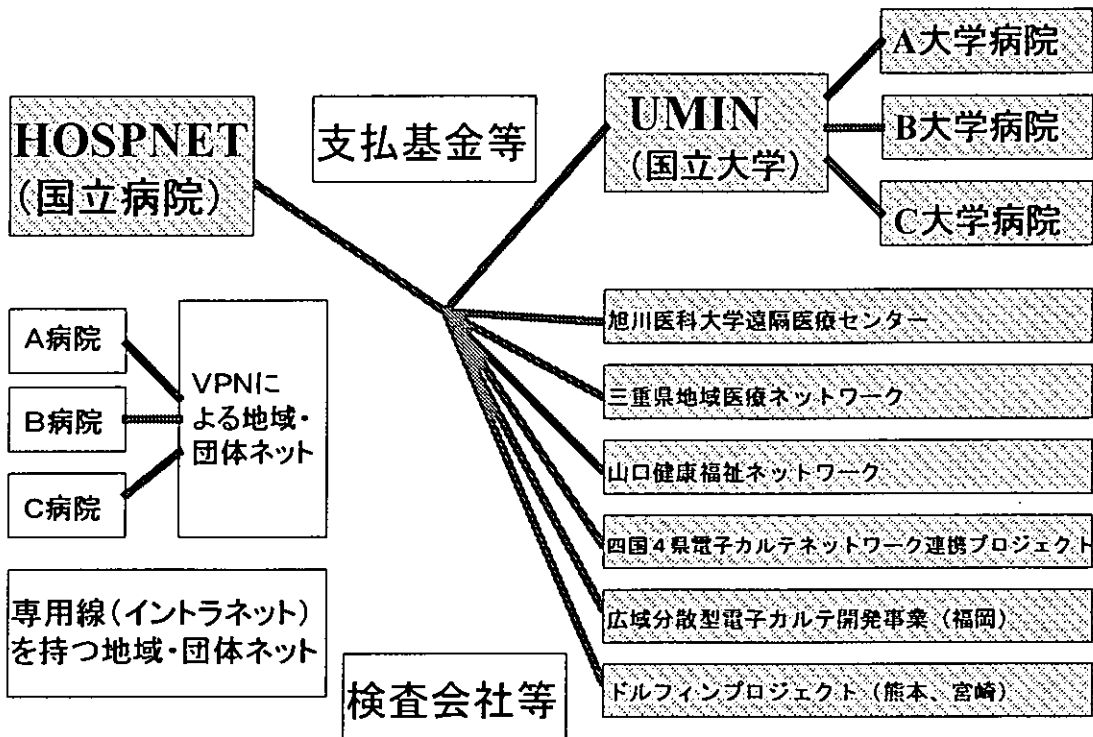 HOSPNET
（国立病院）
支払基金等
UMIN
（国立大学）
A大学病院
B大学病院
C大学病院
A病院
B病院
C病院
VPNに
よる地域・
団体ネット
専用線（イントラネット）
を持つ地域・団体ネット
検査会社等
旭川医科大学遠隔医療センター
三重県地域医療ネットワーク
山口健康福祉ネットワーク
四国4県電子カルテネットワーク連携プロジェクト
広域分散型電子カルテ開発事業（福岡）
ドルフィンプロジェクト（熊本、宮崎）